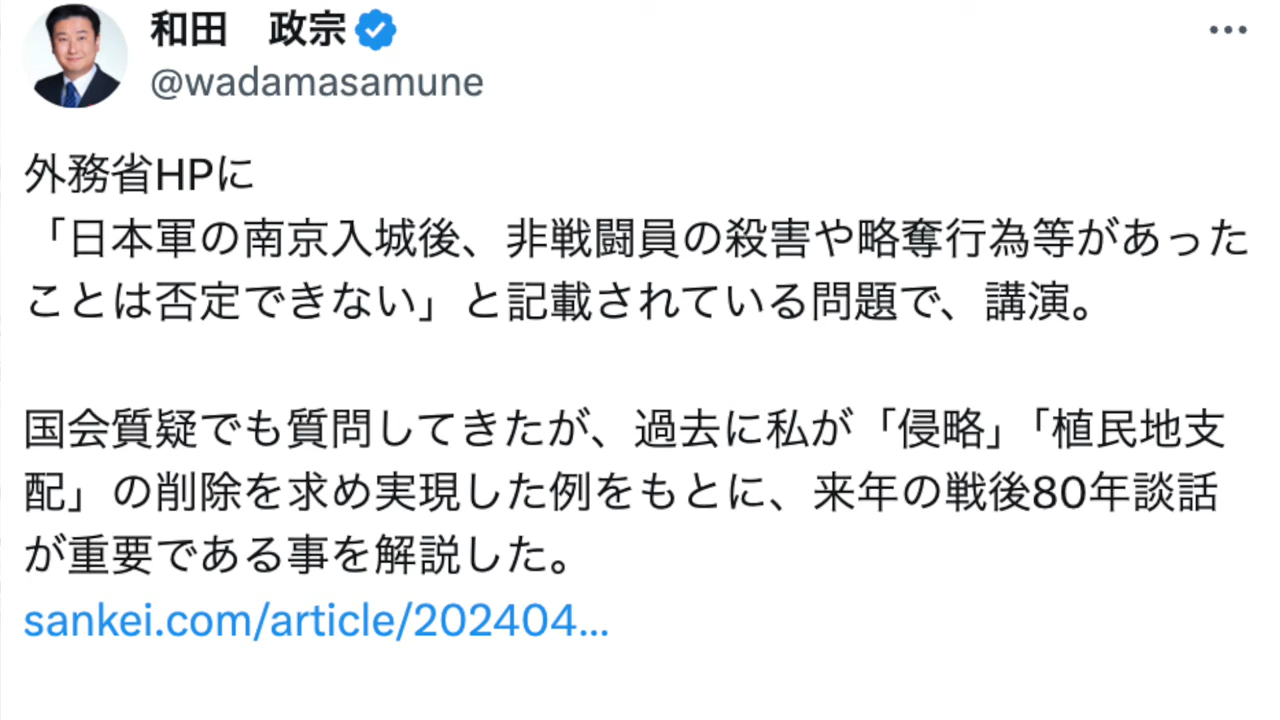 和田　政宗
@wadamasamune
外務省HPに
「日本軍の南京入城後、非戦闘員の殺害や略奪行為等があった
ことは否定できない」と記載されている問題で、講演。
国会質疑でも質問してきたが、過去に私が「侵略」「植民地支
配」の削除を求め実現した例をもとに、来年の戦後80年談話
が重要である事を解説した。
sankei.com/article/202404...